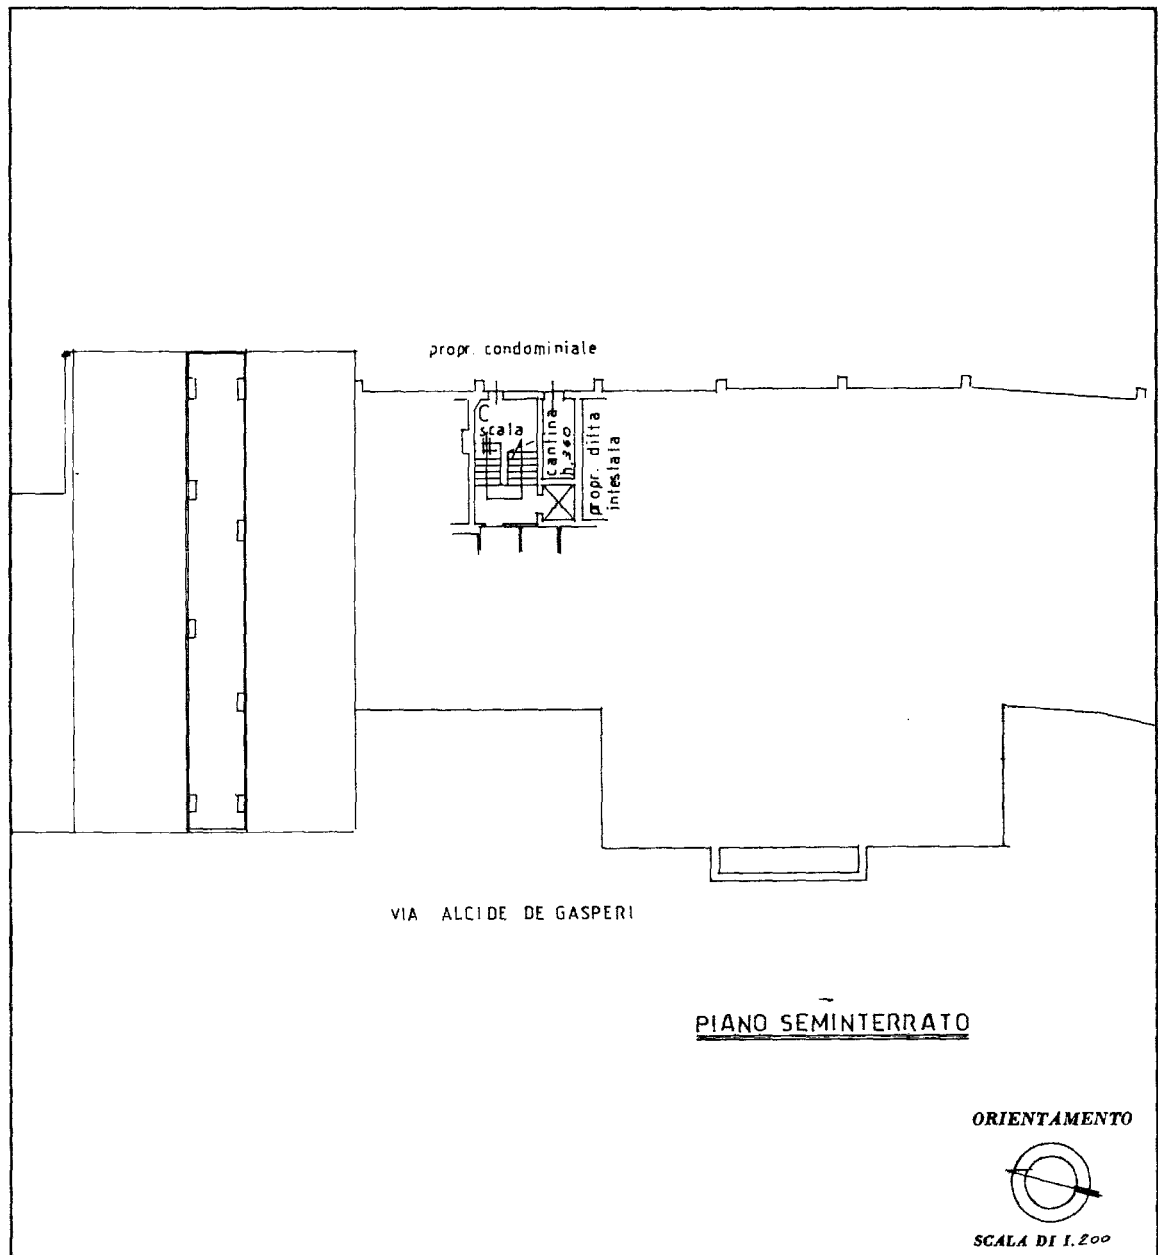 propr. condominiale
C
scala
A
cantina
h. 360
propr. ditta
intestata
VIA ALCIDE DE GASPERI
PIANO SEMINTERRATO
ORIENTAMENTO
SCALA DI 1.200